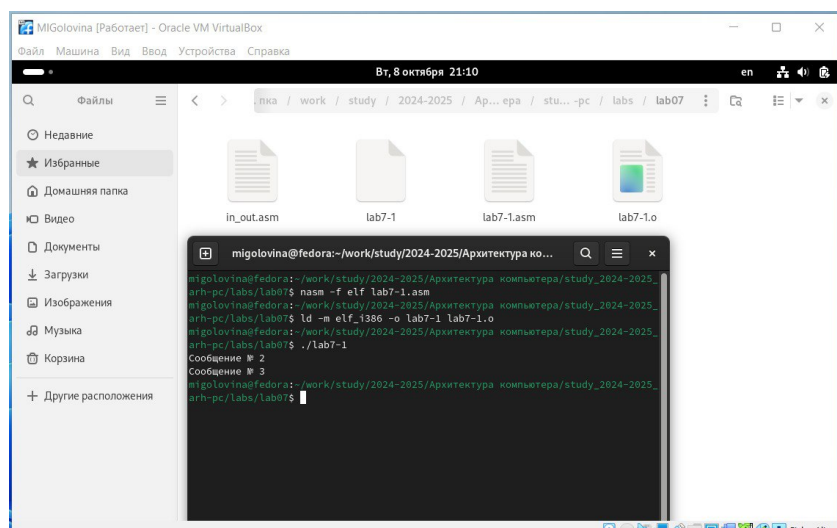 MIGolovina [Работает] - Oracle VM VirtualBox
Файл Машина Вид Ввод Устройства Справка
Вт, 8 октября 21:10
en
Файлы
пка / work / study / 2024-2025 / Ар... ера / stu... -pc / labs / lab07
Недавние
Избранные
Домашняя папка
Видео
Документы
Загрузки
Изображения
Музыка
Корзина
+ Другие расположения
in_out.asm
lab7-1
lab7-1.asm
lab7-1.o
migolovina@fedora:~/work/study/2024-2025/Архитектура ко...
migolovina@fedora:~/work/study/2024-2025/Архитектура компьютера/study_2024-2025_
arh-pc/labs/lab07$ nasm -f elf lab7-1.asm
migolovina@fedora:~/work/study/2024-2025/Архитектура компьютера/study_2024-2025_
arh-pc/labs/lab07$ ld -m elf_i386 -o lab7-1 lab7-1.o
migolovina@fedora:~/work/study/2024-2025/Архитектура компьютера/study_2024-2025_
arh-pc/labs/lab07$ ./lab7-1
Сообщение № 2
Сообщение № 3
migolovina@fedora:~/work/study/2024-2025/Архитектура компьютера/study_2024-2025_
arh-pc/labs/lab07$